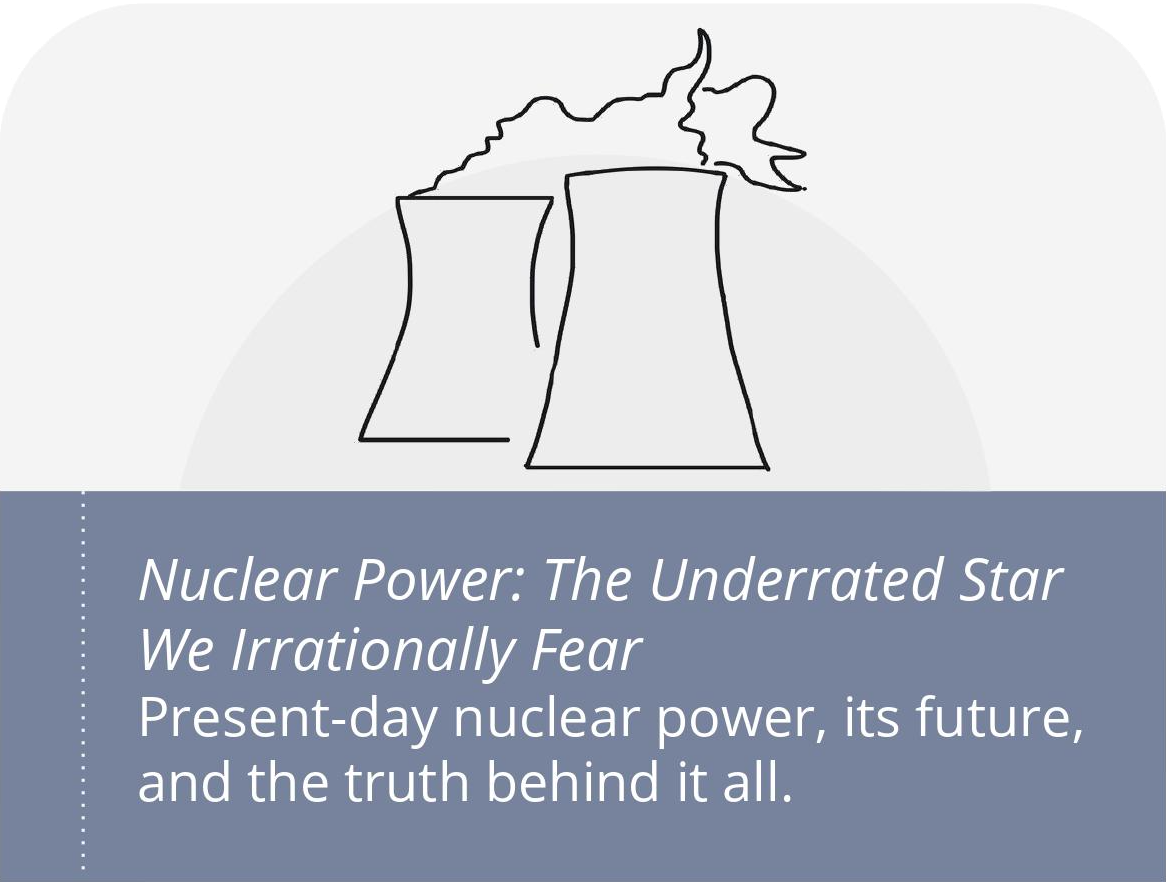 Nuclear Power: The Underrated Star
We Irrationally Fear
Present-day nuclear power, its future,
and the truth behind it all.